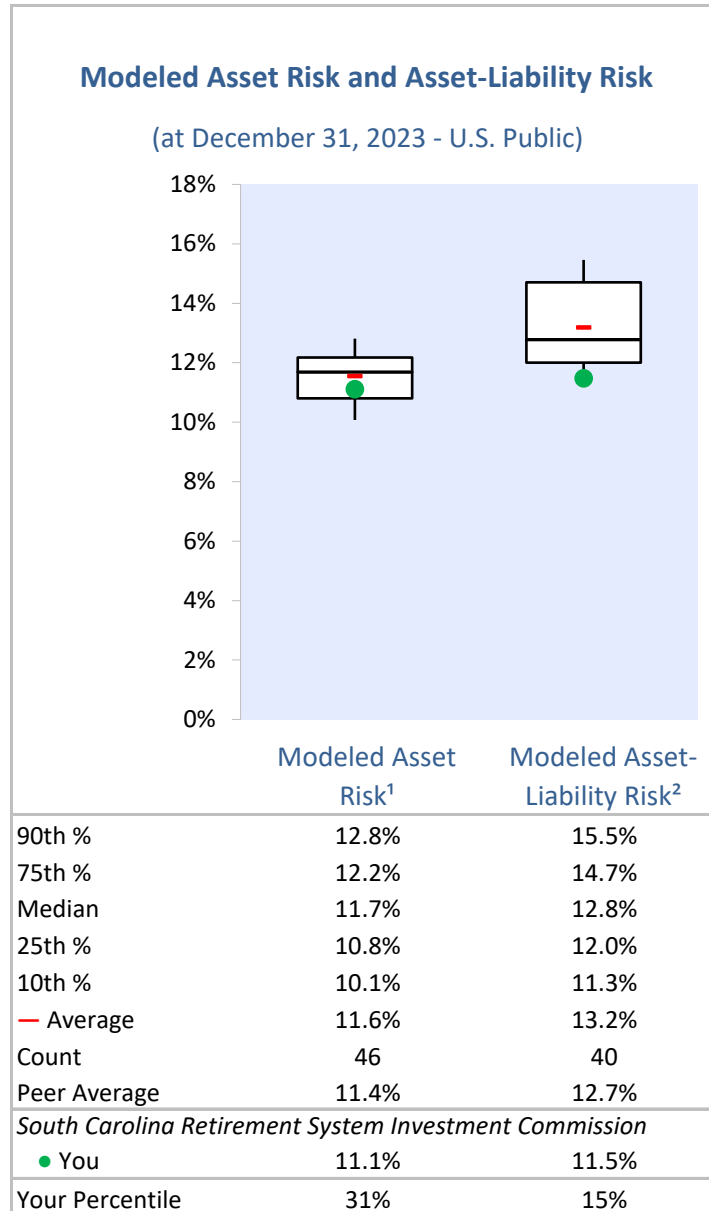 Modeled Asset Risk and Asset-Liability Risk
(at December 31, 2023 - U.S. Public)
18%
16%
14%
12%
10%
8%
6%
4%
2%
0%
Modeled Asset Risk¹ Modeled Asset-Liability Risk²
90th % 12.8% 15.5%
75th % 12.2% 14.7%
Median 11.7% 12.8%
25th % 10.8% 12.0%
10th % 10.1% 11.3%
— Average 11.6% 13.2%
Count 46 40
Peer Average 11.4% 12.7%
South Carolina Retirement System Investment Commission
● You 11.1% 11.5%
Your Percentile 31% 15%